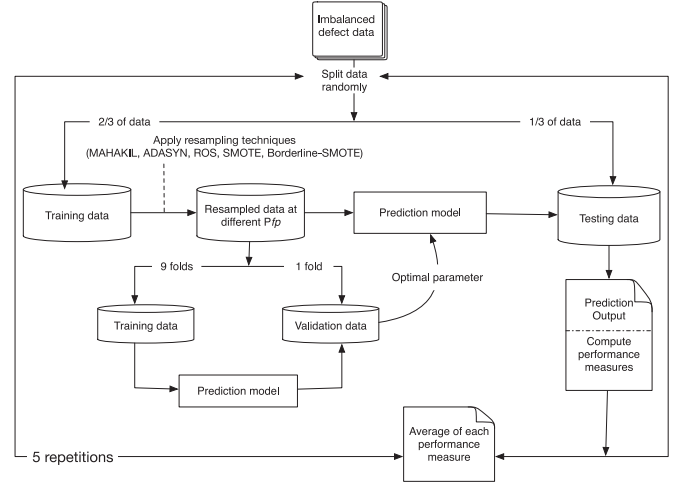 Imbalanced
defect data
Split data
randomly
2/3 of data
1/3 of data
Apply resampling techniques
(MAHAKIL, ADASYN, ROS, SMOTE, Borderline-SMOTE)
Training data
Resampled data at
different Pfp
Prediction model
Testing data
9 folds
1 fold
Optimal parameter
Training data
Validation data
Prediction model
Prediction
Output
Compute
performance
measures
Average of each
performance
measure
5 repetitions